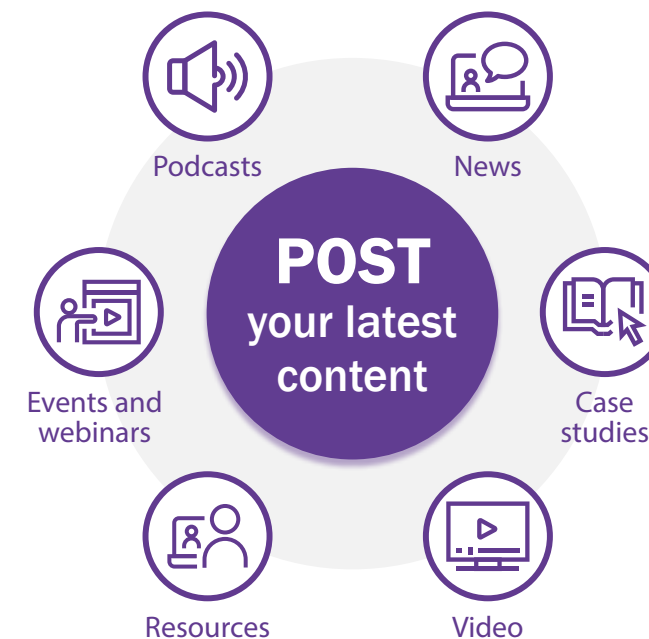 Podcasts
News
POST
your latest
content
Events and
webinars
Case
studies
Resources
Video